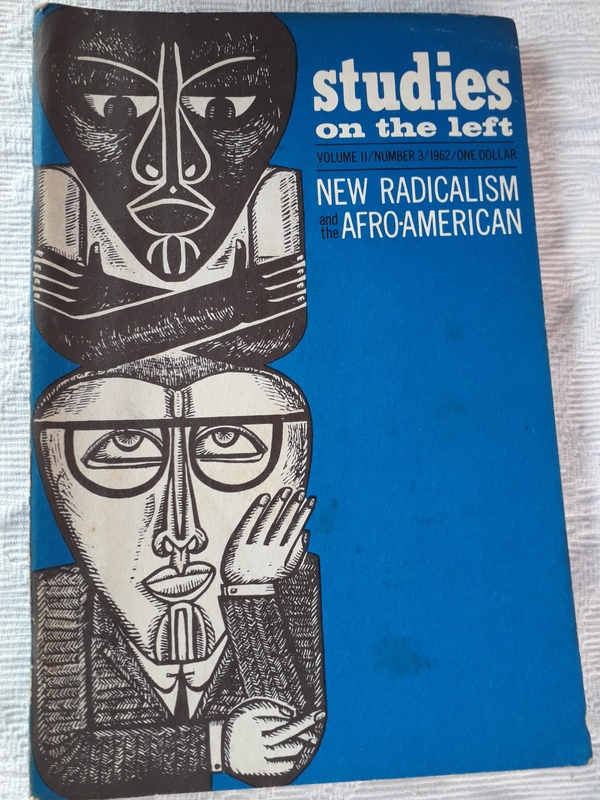 studies
on the left
VOLUME II/NUMBER 3/1962/ONE DOLLAR
NEW RADICALISM
and the AFRO-AMERICAN